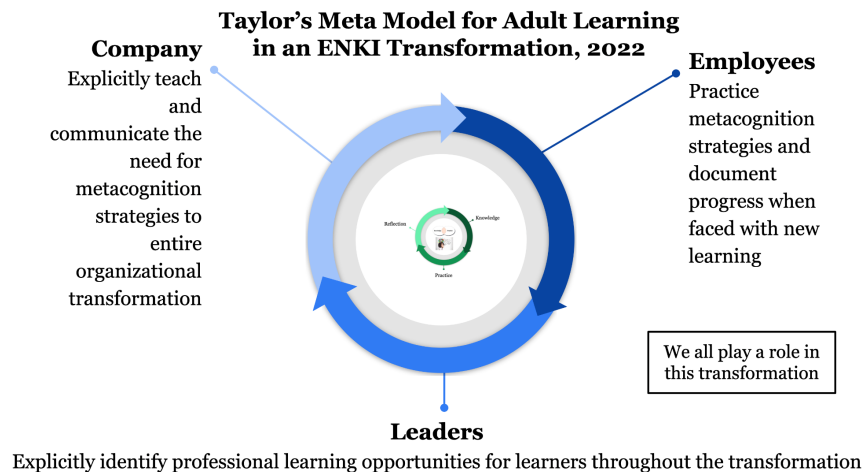 Taylor's Meta Model for Adult Learning
in an ENKI Transformation, 2022
Company
Explicitly teach
and
communicate the
need for
metacognition
strategies to
entire
organizational
transformation
Employees
Practice
metacognition
strategies and
document
progress when
faced with new
learning
Reflection
Knowledge
Practice
We all play a role in
this transformation
Leaders
Explicitly identify professional learning opportunities for learners throughout the transformation